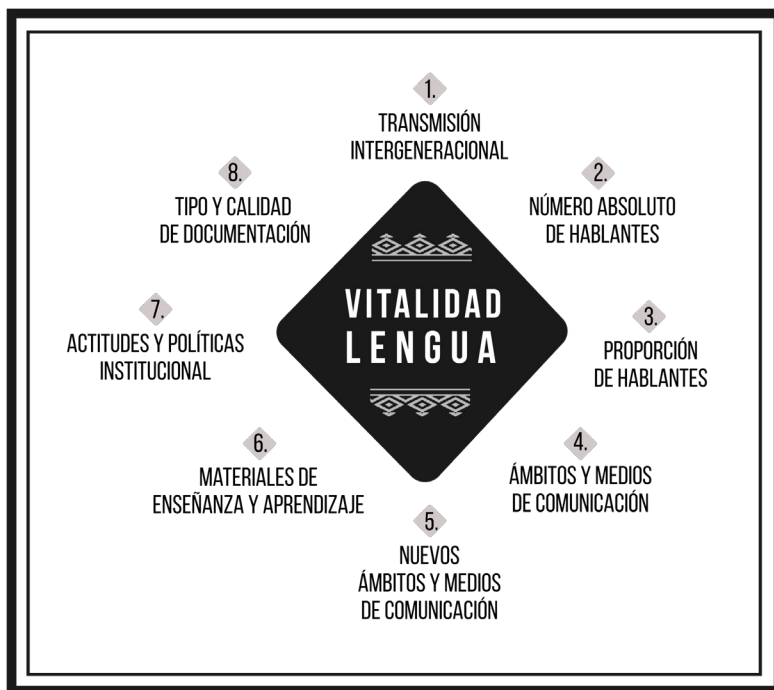 1.
TRANSMISIÓN
INTERGENERACIONAL
2.
NÚMERO ABSOLUTO
DE HABLANTES
3.
PROPORCIÓN
DE HABLANTES
4.
ÁMBITOS Y MEDIOS
DE COMUNICACIÓN
5.
NUEVOS
ÁMBITOS Y MEDIOS
DE COMUNICACIÓN
6.
MATERIALES DE
ENSEÑANZA Y APRENDIZAJE
7.
ACTITUDES Y POLÍTICAS
INSTITUCIONAL
8.
TIPO Y CALIDAD
DE DOCUMENTACIÓN
VITALIDAD
LENGUA